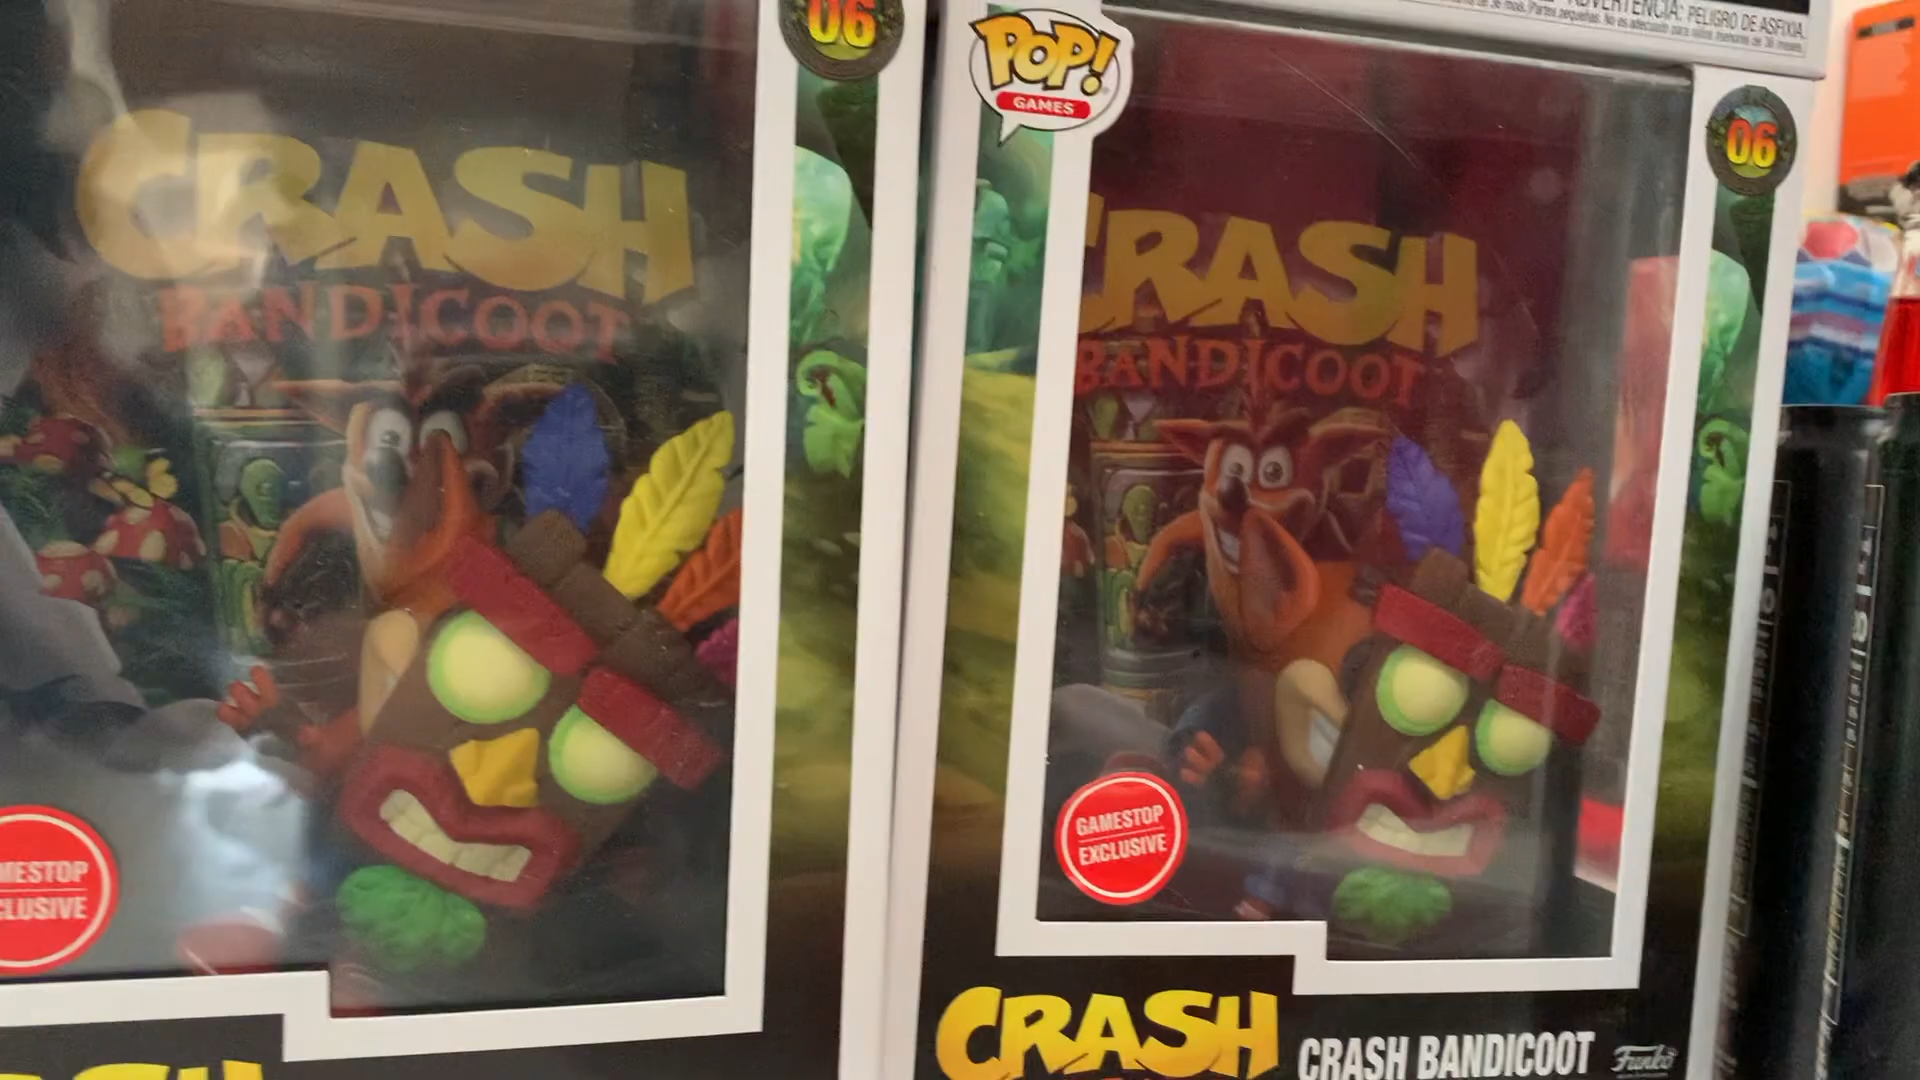 06
CRASH
BANDICOOT
MESTOP
CLUSIVE
ADVERTENCIA: PELIGRO DE ASFIXIA.
POP!
GAMES
06
CRASH
BANDICOOT
GAMESTOP
EXCLUSIVE
CRASH
CRASH BANDICOOT
Funko